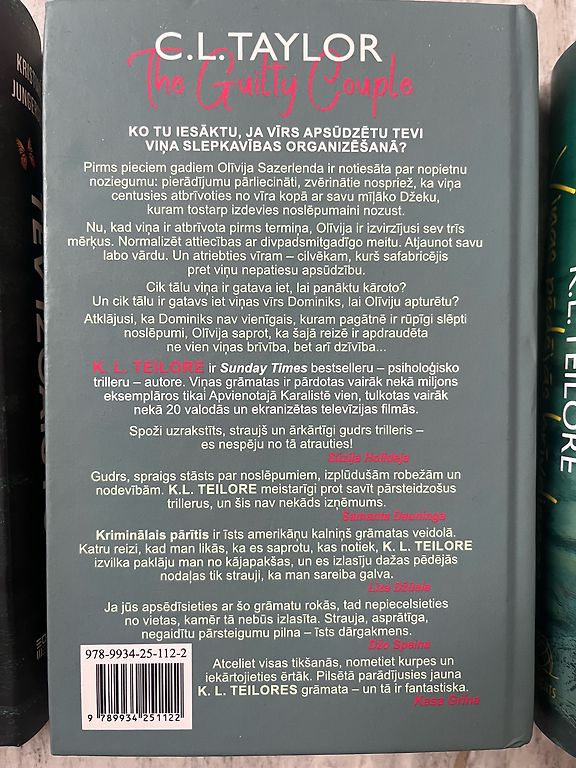 C.L.TAYLOR
The Guilty Couple
KO TU IESĀKTU, JA VĪRS APSŪDZĒTU TEVI
VIŅA SLEPKAVĪBAS ORGANIZĒŠANĀ?
Pirms pieciem gadiem Olīvija Sazerlenda ir notiesāta par nopietnu
noziegumu: pierādījumu pārliecināti, zvērinātie nospriež, ka viņa
centusies atbrīvoties no vīra kopā ar savu mīļāko Džeku,
kuram tostarp izdevies noslēpumaini nozust.
Nu, kad viņa ir atbrīvota pirms termiņa, Olīvija ir izvirzījusi sev trīs
mērķus. Normalizēt attiecības ar divpadsmitgadīgo meitu. Atjaunot savu
labo vārdu. Un atriebties vīram – cilvēkam, kurš safabricējis
pret viņu nepatiesu apsūdzību.
Cik tālu viņa ir gatava iet, lai panāktu kāroto?
Un cik tālu ir gatavs iet viņas vīrs Dominiks, lai Olīviju apturētu?
Atklājusi, ka Dominiks nav vienīgais, kuram pagātnē ir rūpīgi slēpti
noslēpumi, Olīvija saprot, ka šajā reizē ir apdraudēta
ne vien viņas brīvība, bet arī dzīvība...
K. L. TEILORE ir Sunday Times bestselleru – psiholoģisko
trilleru – autore. Viņas grāmatas ir pārdotas vairāk nekā miljons
eksemplāros tikai Apvienotajā Karalistē vien, tulkotas vairāk
nekā 20 valodās un ekranizētas televīzijas filmās.
Spoži uzrakstīts, straujš un ārkārtīgi gudrs trilleris –
es nespēju no tā atrauties!
Džilja Holideja
Gudrs, spraigs stāsts par noslēpumiem, izplūdušām robežām un
nodevībām. K.L. TEILORE meistarīgi prot savīt pārsteidzošus
trillerus, un šis nav nekāds izņēmums.
Samanta Dauninga
Kriminālais pārītis ir īsts amerikāņu kalniņš grāmatas veidolā.
Katru reizi, kad man likās, ka es saprotu, kas notiek, K. L. TEILORE
izvilka paklāju man no kājapakšas, un es izlasīju dažas pēdējās
nodaļas tik strauji, ka man sareiba galva.
Liza Džūela
Ja jūs apsēdīsieties ar šo grāmatu rokās, tad nepiecelsieties
no vietas, kamēr tā nebūs izlasīta. Strauja, asprātīga,
negaidītu pārsteigumu pilna – īsts dārgakmens.
Džo Speina
Atceliet visas tikšanās, nometiet kurpes un
iekārtojieties ērtāk. Pilsētā parādījusies jauna
K. L. TEILORES grāmata – un tā ir fantastiska.
Kasa Grīna
978-9934-25-112-2
9 789934 251122
K.L.TEILORE